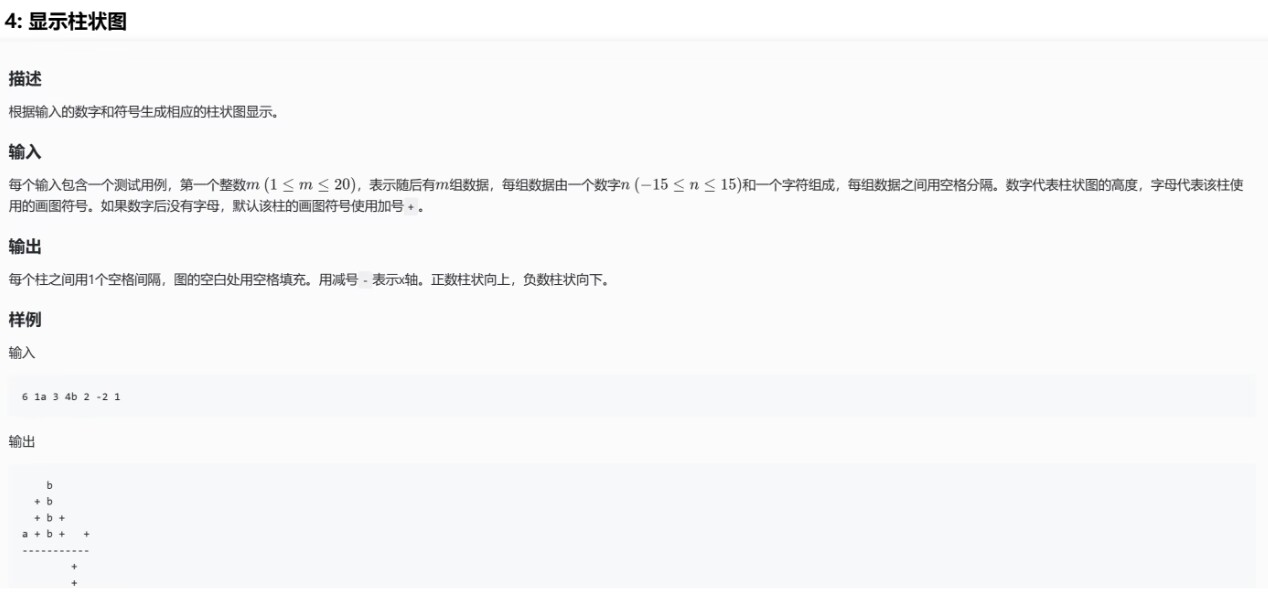 4: 显示柱状图
描述
根据输入的数字和符号生成相应的柱状图显示。
输入
每个输入包含一个测试用例，第一个整数m (1 ≤ m ≤ 20)，表示随后有m组数据，每组数据由一个数字n (−15 ≤ n ≤ 15)和一个字符组成，每组数据之间用空格分隔。数字代表柱状图的高度，字母代表该柱使
用的画图符号。如果数字后没有字母，默认该柱的画图符号使用加号 + 。
输出
每个柱之间用1个空格间隔，图的空白处用空格填充。用减号 - 表示x轴。正数柱状向上，负数柱状向下。
样例
输入
6 1a 3 4b 2 -2 1
输出
    b
  + b
  + b +
a + b +   +
-----------
        +
        +